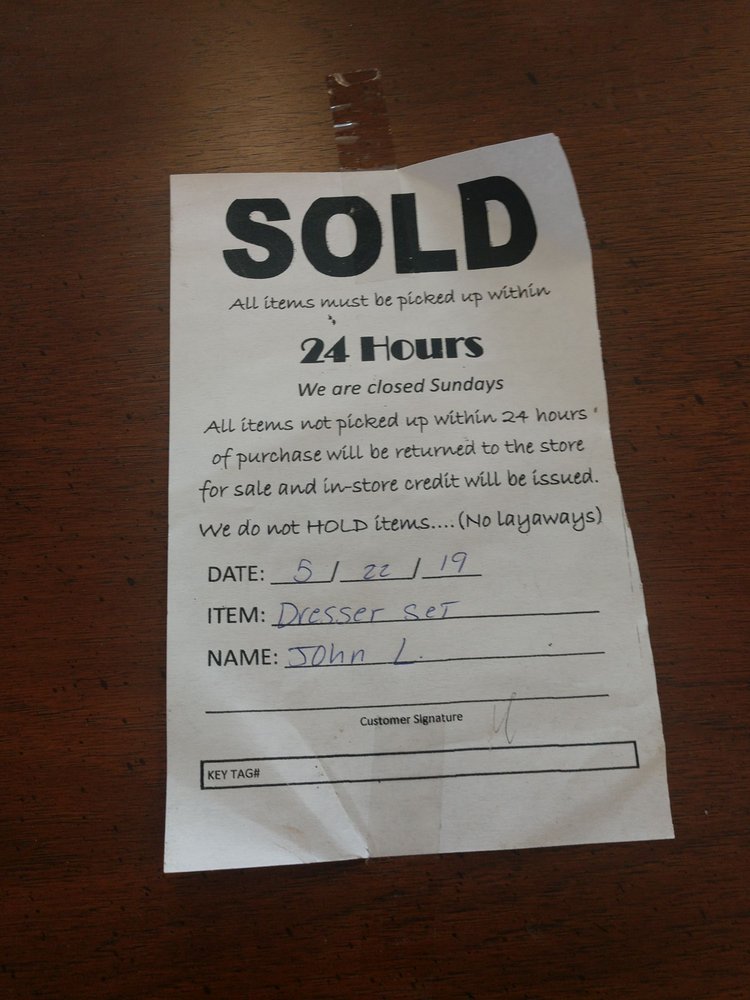 SOLD
All items must be picked up within
24 Hours
We are closed Sundays
All items not picked up within 24 hours
of purchase will be returned to the store
for sale and in-store credit will be issued.
We do not HOLD items....(No layaways)
DATE: 5 / 22 / 19
ITEM: Dresser set
NAME: John L.
Customer Signature
KEY TAG#